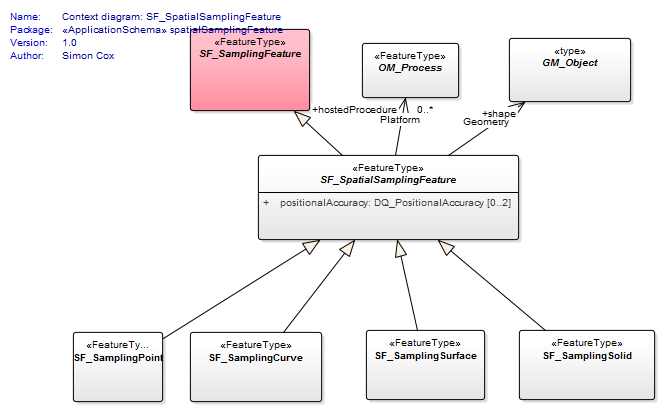 Name: Context diagram: SF_SpatialSamplingFeature
Package: «ApplicationSchema» spatialSamplingFeature
Version: 1.0
Author: Simon Cox
«FeatureType»
SF_SamplingFeature
«FeatureType»
OM_Process
«type»
GM_Object
+hostedProcedure 0..*
Platform
+shape
Geometry
«FeatureType»
SF_SpatialSamplingFeature
+ positionalAccuracy: DQ_PositionalAccuracy [0..2]
«FeatureTy...
SF_SamplingPoint
«FeatureType»
SF_SamplingCurve
«FeatureType»
SF_SamplingSurface
«FeatureType»
SF_SamplingSolid